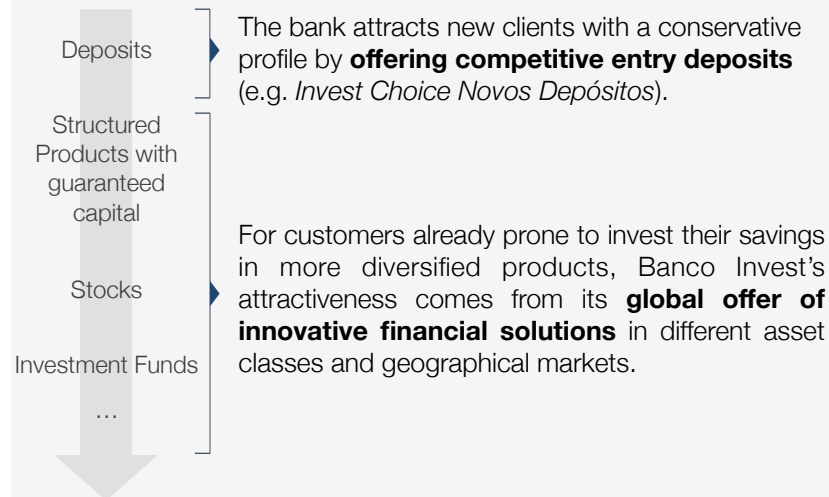 Deposits
The bank attracts new clients with a conservative
profile by offering competitive entry deposits
(e.g. Invest Choice Novos Depósitos).
Structured
Products with
guaranteed
capital
Stocks
Investment Funds
…
For customers already prone to invest their savings
in more diversified products, Banco Invest’s
attractiveness comes from its global offer of
innovative financial solutions in different asset
classes and geographical markets.